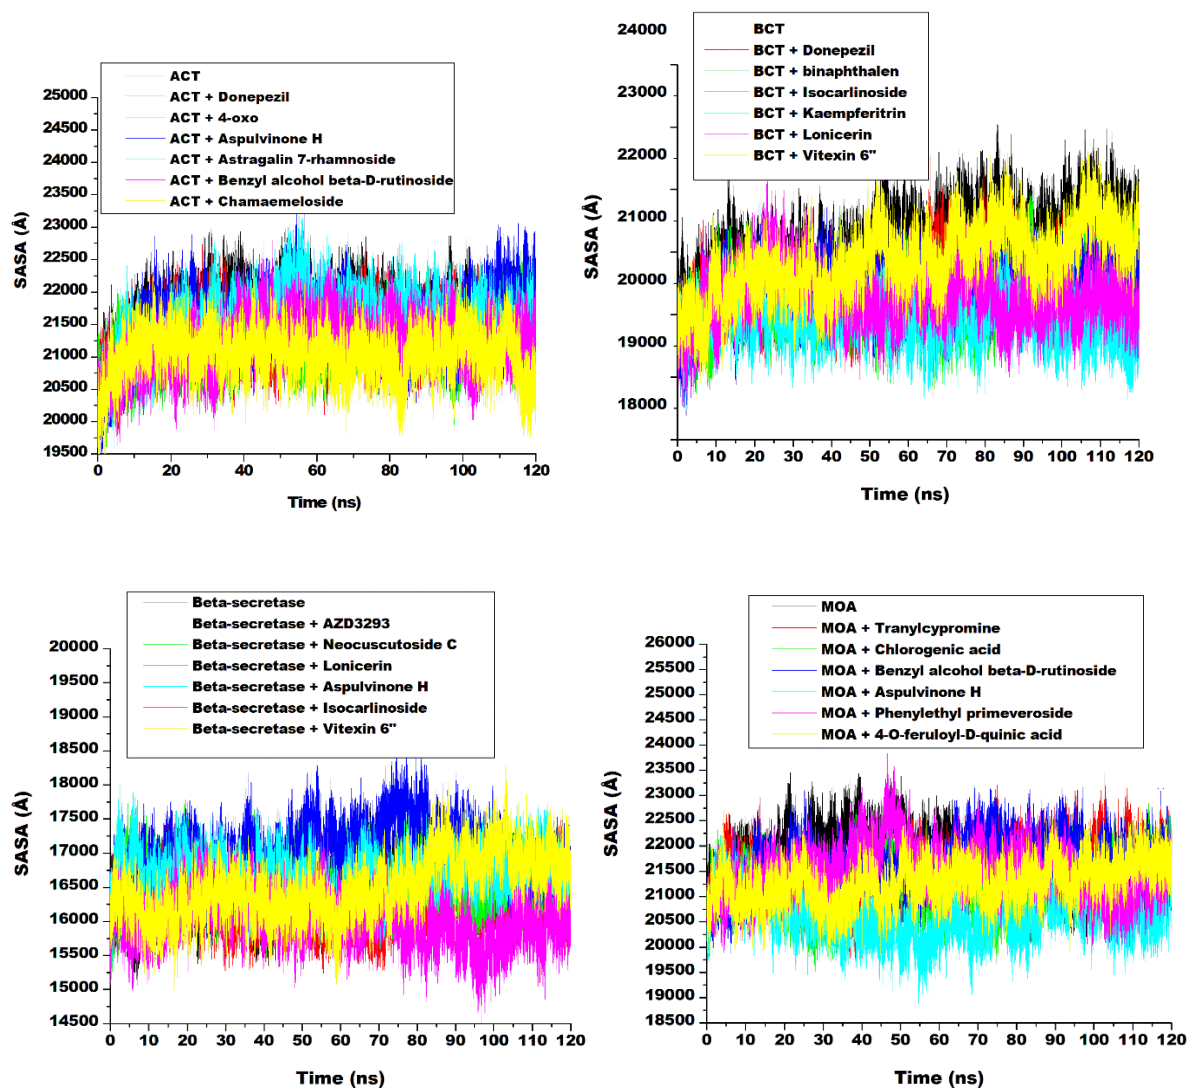 ACT
ACT + Donepezil
ACT + 4-oxo
ACT + Aspulvinone H
ACT + Astragalin 7-rhamnoside
ACT + Benzyl alcohol beta-D-rutinoside
ACT + Chamaemeloside
SASA (Å)
25000
24500
24000
23500
23000
22500
22000
21500
21000
20500
20000
19500
0 20 40 60 80 100 120
Time (ns)
BCT
BCT + Donepezil
BCT + binaphthalen
BCT + Isocarlinoside
BCT + Kaempferitrin
BCT + Lonicerin
BCT + Vitexin 6"
SASA (Å)
24000
23000
22000
21000
20000
19000
18000
0 10 20 30 40 50 60 70 80 90 100 110 120
Time (ns)
Beta-secretase
Beta-secretase + AZD3293
Beta-secretase + Neocuscutoside C
Beta-secretase + Lonicerin
Beta-secretase + Aspulvinone H
Beta-secretase + Isocarlinoside
Beta-secretase + Vitexin 6"
SASA (Å)
20000
19500
19000
18500
18000
17500
17000
16500
16000
15500
15000
14500
0 10 20 30 40 50 60 70 80 90 100 110 120
Time (ns)
MOA
MOA + Tranylcypromine
MOA + Chlorogenic acid
MOA + Benzyl alcohol beta-D-rutinoside
MOA + Aspulvinone H
MOA + Phenylethyl primeveroside
MOA + 4-O-feruloyl-D-quinic acid
SASA (Å)
26000
25500
25000
24500
24000
23500
23000
22500
22000
21500
21000
20500
20000
19500
19000
18500
0 10 20 30 40 50 60 70 80 90 100 110 120
Time (ns)